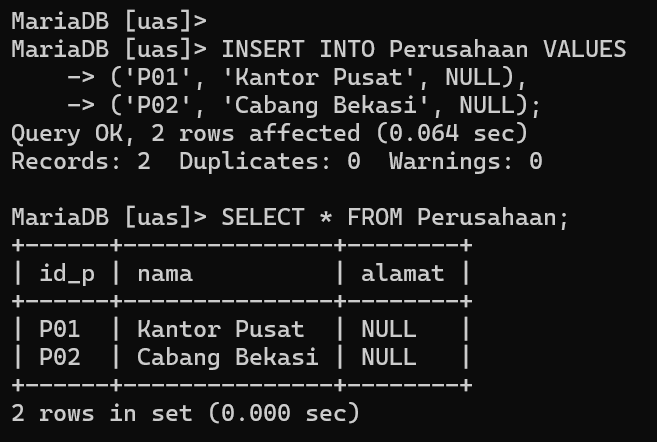 MariaDB [uas]>
MariaDB [uas]> INSERT INTO Perusahaan VALUES
    -> ('P01', 'Kantor Pusat', NULL),
    -> ('P02', 'Cabang Bekasi', NULL);
Query OK, 2 rows affected (0.064 sec)
Records: 2  Duplicates: 0  Warnings: 0

MariaDB [uas]> SELECT * FROM Perusahaan;
+------+---------------+--------+
| id_p | nama          | alamat |
+------+---------------+--------+
| P01  | Kantor Pusat  | NULL   |
| P02  | Cabang Bekasi | NULL   |
+------+---------------+--------+
2 rows in set (0.000 sec)